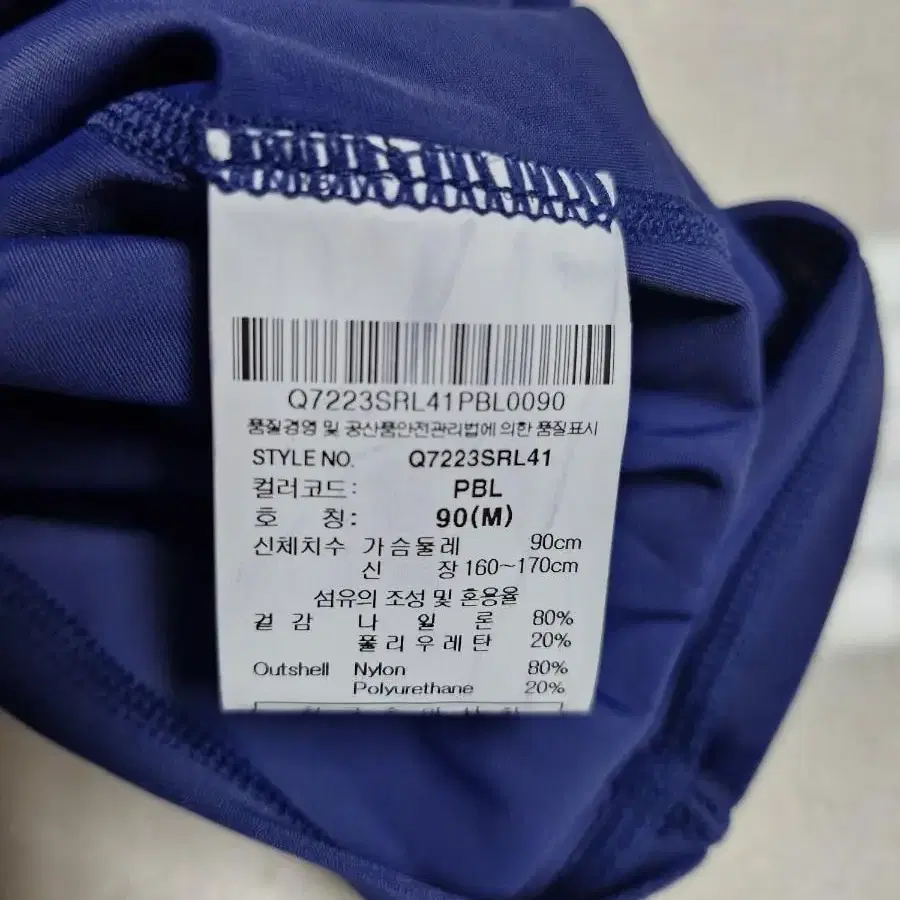 Q7223SRL41PBL0090
품질경영 및 공산품안전관리법에 의한 품질표시
STYLE NO. Q7223SRL41
컬러코드: PBL
호 칭: 90(M)
신체치수 가슴둘레 90cm
신 장 160~170cm
섬유의 조성 및 혼용율
겉감 나 일 론 80%
폴리우레탄 20%
Outshell Nylon 80%
Polyurethane 20%